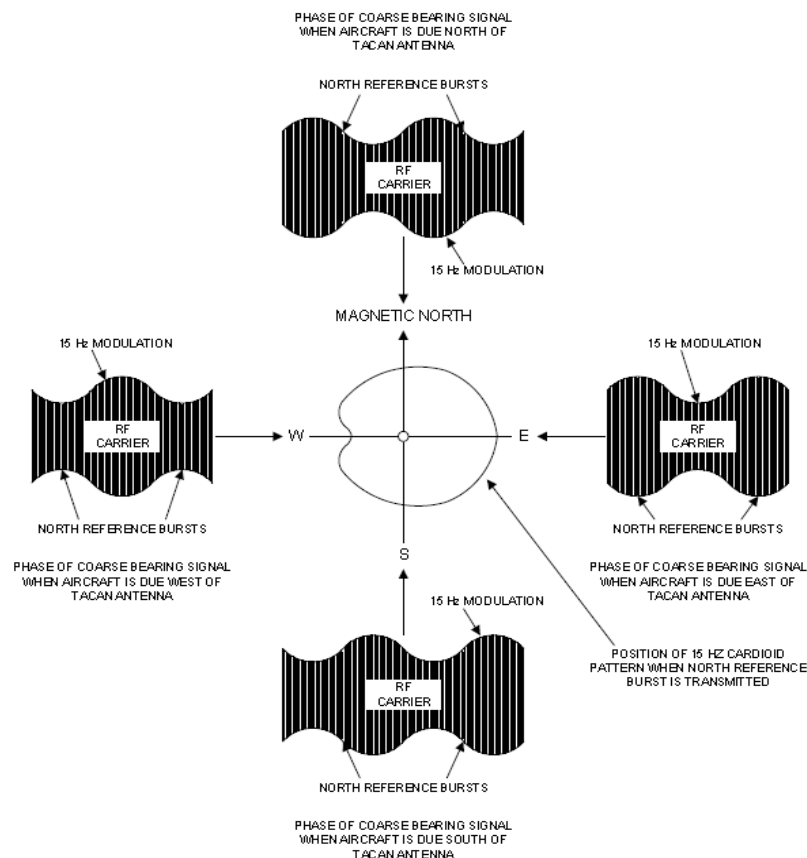 PHASE OF COARSE BEARING SIGNAL
WHEN AIRCRAFT IS DUE NORTH OF
TACAN ANTENNA
NORTH REFERENCE BURSTS
RF
CARRIER
15 Hz MODULATION
MAGNETIC NORTH
15 Hz MODULATION
RF
CARRIER
NORTH REFERENCE BURSTS
PHASE OF COARSE BEARING SIGNAL
WHEN AIRCRAFT IS DUE WEST OF
TACAN ANTENNA
W
E
S
15 Hz MODULATION
RF
CARRIER
NORTH REFERENCE BURSTS
PHASE OF COARSE BEARING SIGNAL
WHEN AIRCRAFT IS DUE EAST OF
TACAN ANTENNA
15 Hz MODULATION
RF
CARRIER
NORTH REFERENCE BURSTS
PHASE OF COARSE BEARING SIGNAL
WHEN AIRCRAFT IS DUE SOUTH OF
TACAN ANTENNA
POSITION OF 15 HZ CARDIOID
PATTERN WHEN NORTH REFERENCE
BURST IS TRANSMITTED